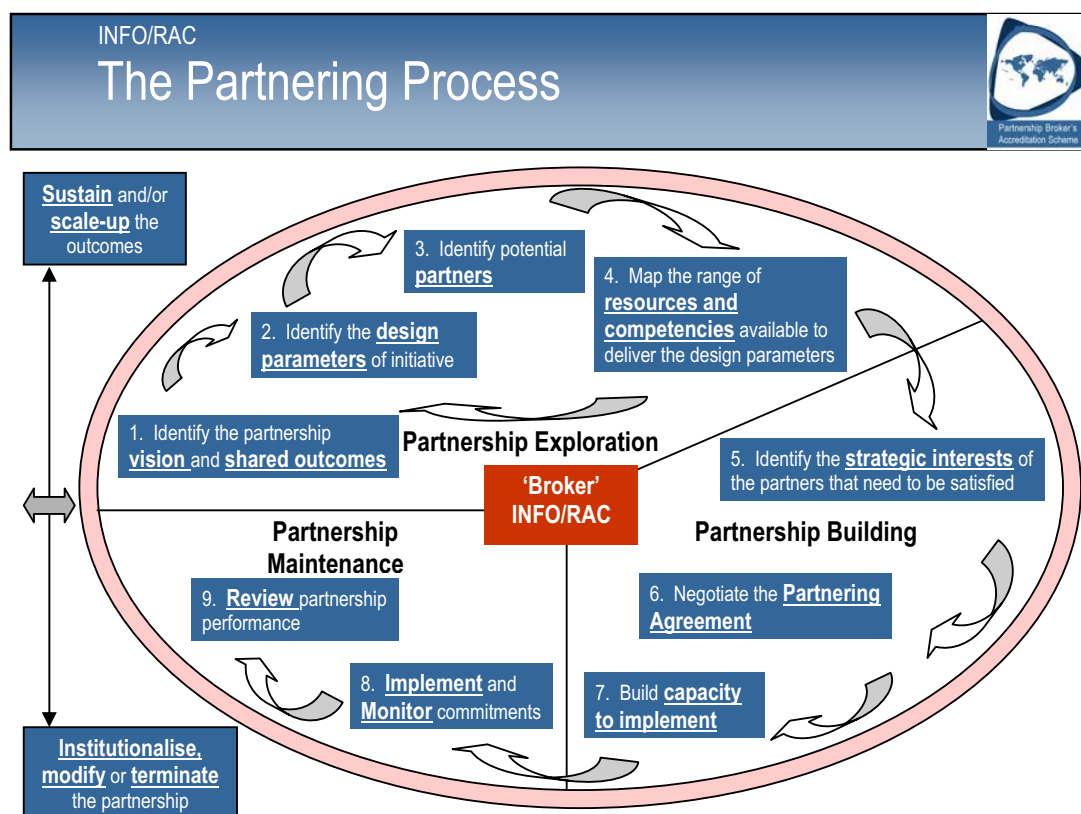 INFO/RAC
The Partnering Process
Partnership Broker's
Accreditation Scheme
Sustain and/or
scale-up the
outcomes
3. Identify potential
partners
4. Map the range of
resources and
competencies available to
deliver the design parameters
2. Identify the design
parameters of initiative
1. Identify the partnership
vision and shared outcomes
Partnership Exploration
5. Identify the strategic interests of
the partners that need to be satisfied
'Broker'
INFO/RAC
Partnership
Maintenance
Partnership Building
9. Review partnership
performance
6. Negotiate the Partnering
Agreement
8. Implement and
Monitor commitments
7. Build capacity
to implement
Institutionalise,
modify or terminate
the partnership